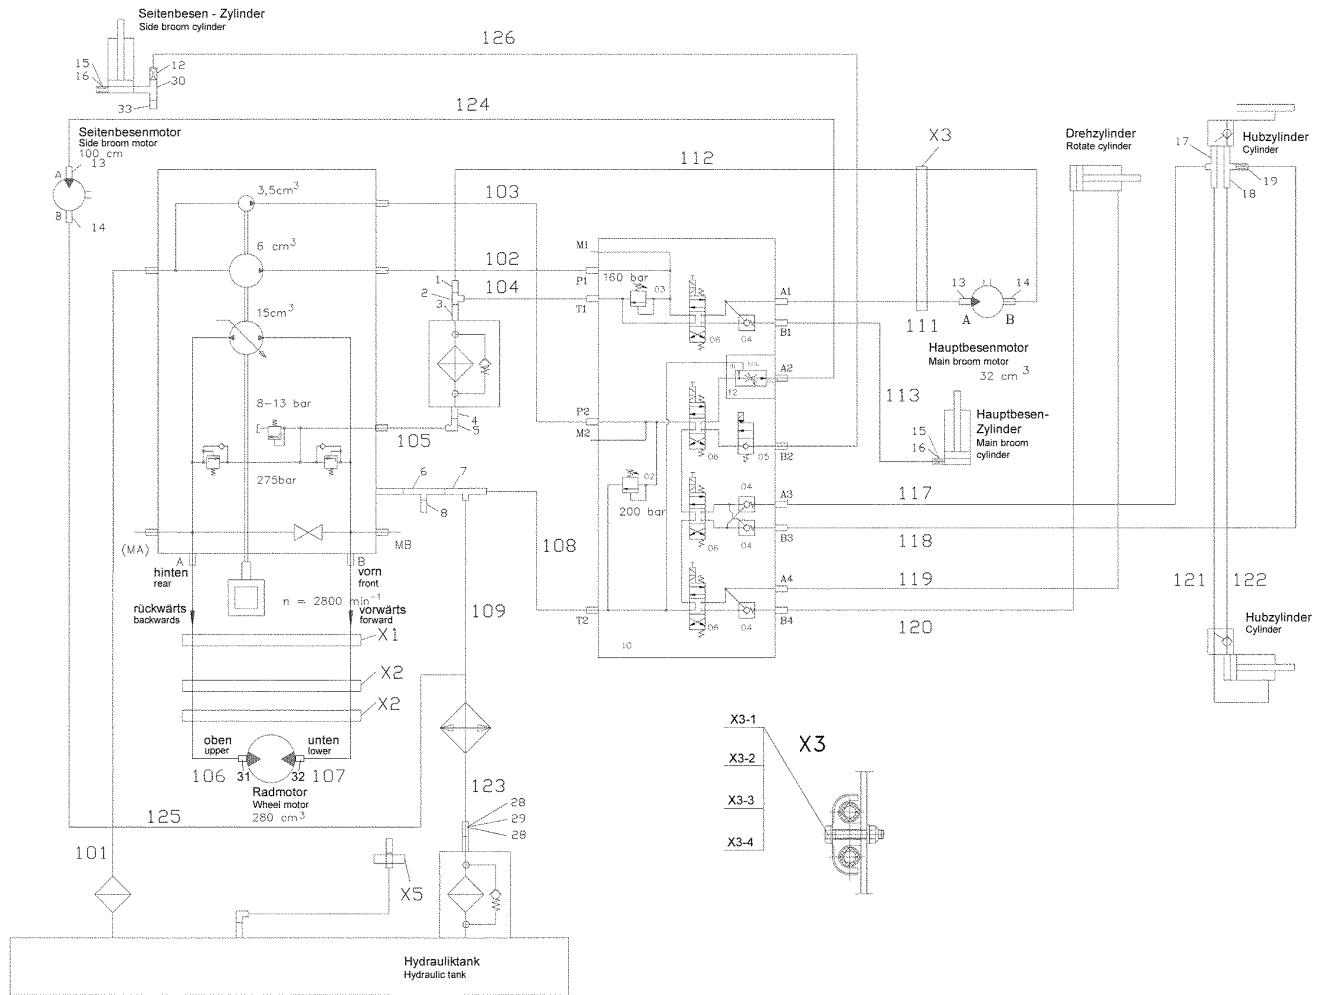 Seitenbesen - Zylinder
Side broom cylinder
126
15
16
12
30
33
124
Seitenbesenmotor
Side broom motor
100 cm
13
A
B
14
X3
112
Drehzylinder
Rotate cylinder
17
Hubzylinder
Cylinder
19
18
3,5cm³
103
6 cm³
102
M1
P1
160 bar
03
104
T1
1
2
3
15cm³
06
04
A1
B1
13
14
A
B
111
Hauptbesenmotor
Main broom motor
32 cm³
A2
12
113
8-13 bar
4
5
105
P2
M2
06
05
B2
Hauptbesen-
Zylinder
Main broom
cylinder
15
16
275bar
6
7
8
02
200 bar
04
A3
117
06
04
B3
118
(MA)
A
B
MB
108
hinten
rear
vorn
front
n = 2800 min⁻¹
109
A4
119
T2
06
04
B4
120
10
121
122
rückwärts
backwards
vorwärts
forward
X1
X2
X2
Hubzylinder
Cylinder
oben
upper
unten
lower
106
31
32
107
Radmotor
Wheel motor
280 cm³
125
123
28
29
28
101
X5
X3-1
X3-2
X3-3
X3-4
X3
Hydrauliktank
Hydraulic tank